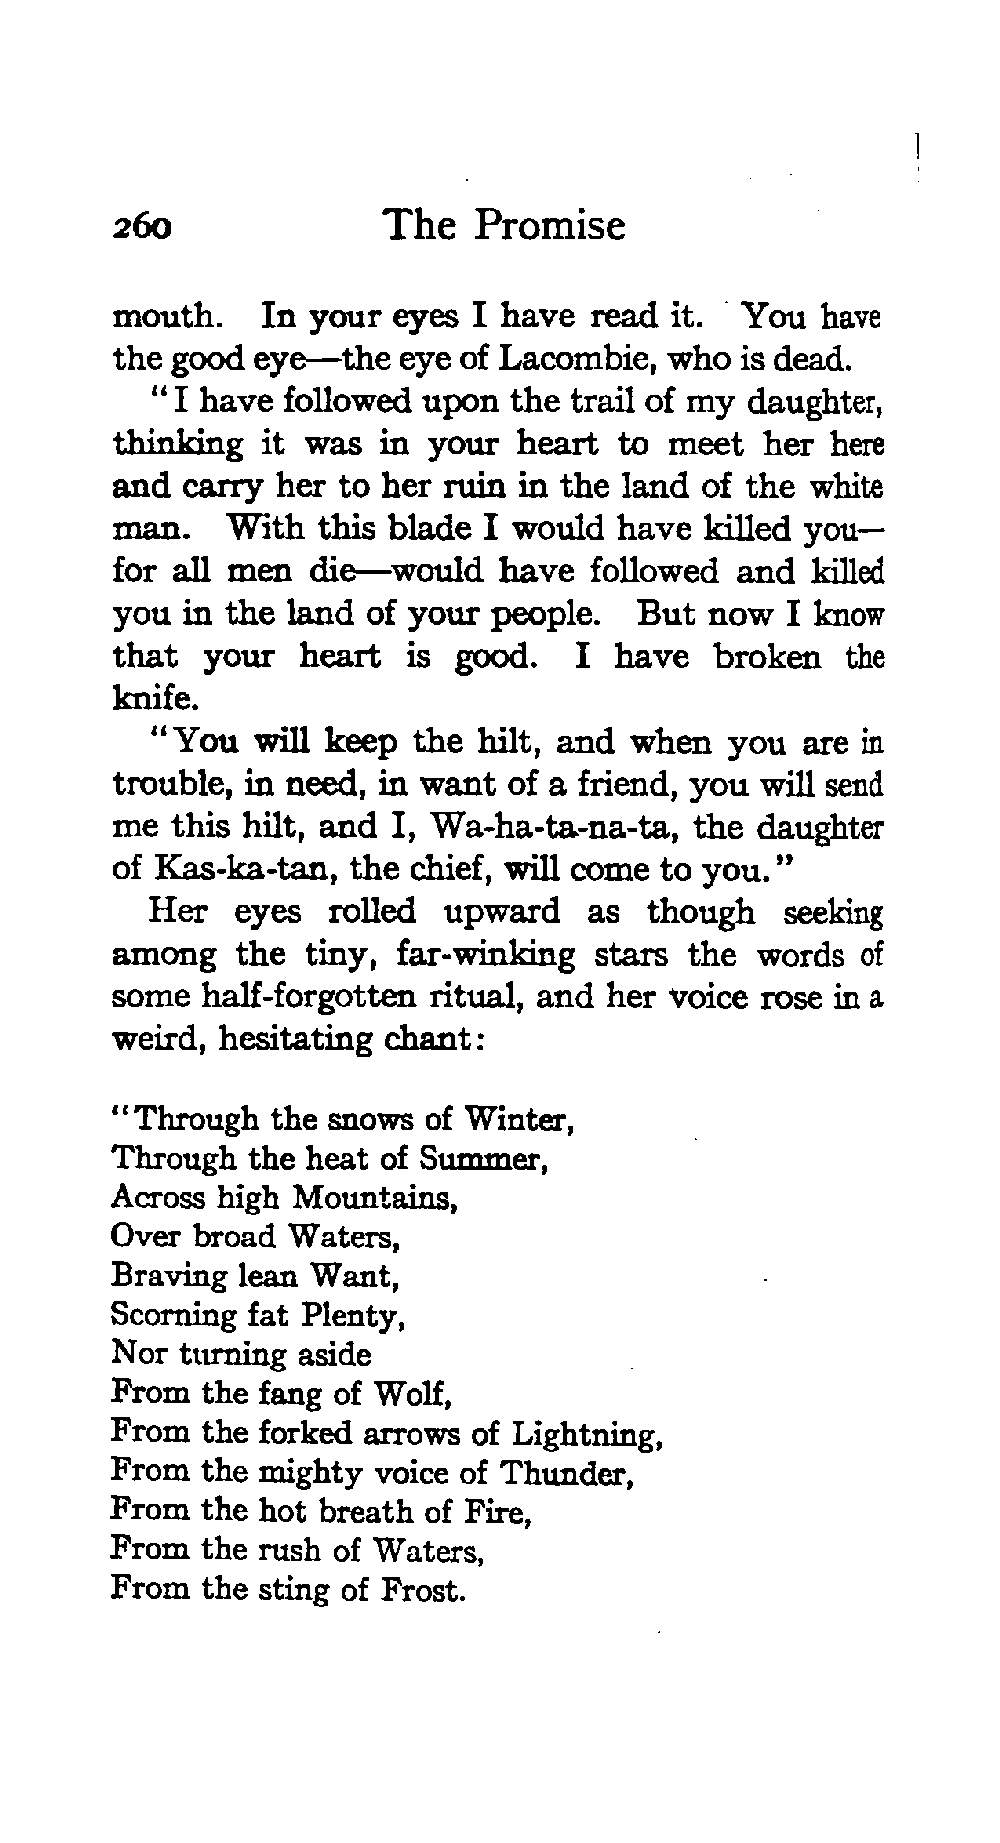 260 The Promise
mouth. In your eyes I have read it. You have
the good eye—the eye of Lacombie, who is dead.
"I have followed upon the trail of my daughter,
thinking it was in your heart to meet her here
and carry her to her ruin in the land of the white
man. With this blade I would have killed you—
for all men die—would have followed and killed
you in the land of your people. But now I know
that your heart is good. I have broken the
knife.
"You will keep the hilt, and when you are in
trouble, in need, in want of a friend, you will send
me this hilt, and I, Wa-ha-ta-na-ta, the daughter
of Kas-ka-tan, the chief, will come to you."
Her eyes rolled upward as though seeking
among the tiny, far-winking stars the words of
some half-forgotten ritual, and her voice rose in a
weird, hesitating chant:
"Through the snows of Winter,
Through the heat of Summer,
Across high Mountains,
Over broad Waters,
Braving lean Want,
Scorning fat Plenty,
Nor turning aside
From the fang of Wolf,
From the forked arrows of Lightning,
From the mighty voice of Thunder,
From the hot breath of Fire,
From the rush of Waters,
From the sting of Frost.